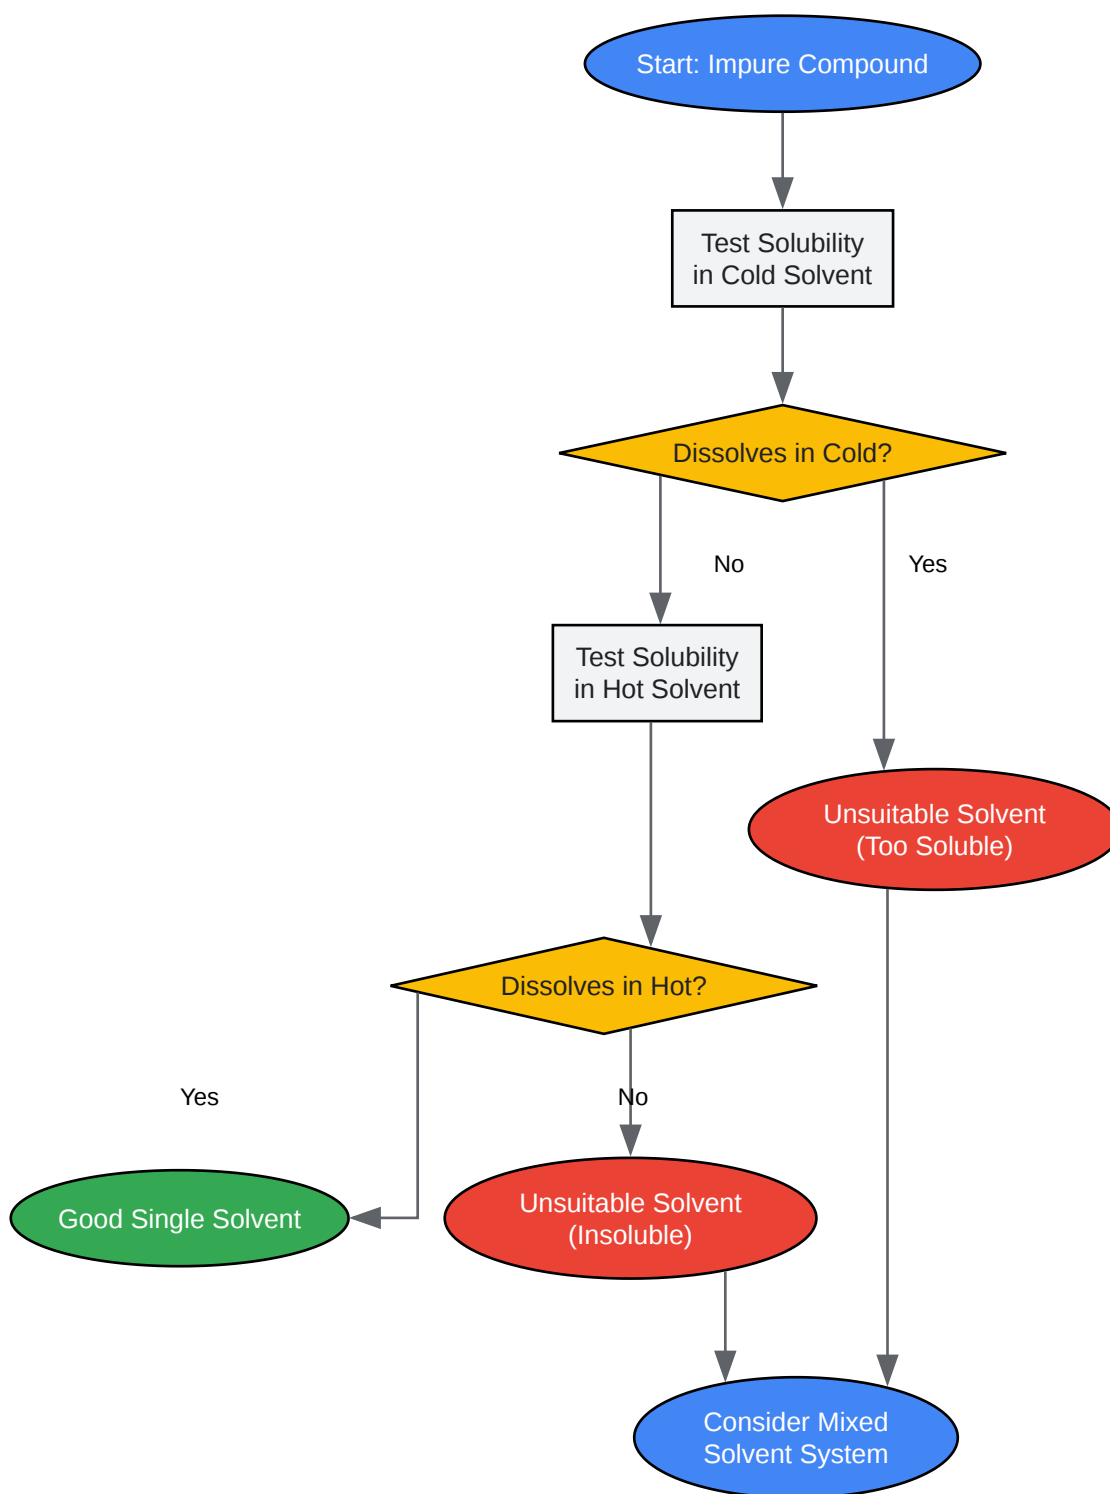 Start: Impure Compound
Test Solubility
in Cold Solvent
Dissolves in Cold?
No
Yes
Test Solubility
in Hot Solvent
Unsuitable Solvent
(Too Soluble)
Dissolves in Hot?
Yes
No
Good Single Solvent
Unsuitable Solvent
(Insoluble)
Consider Mixed
Solvent System